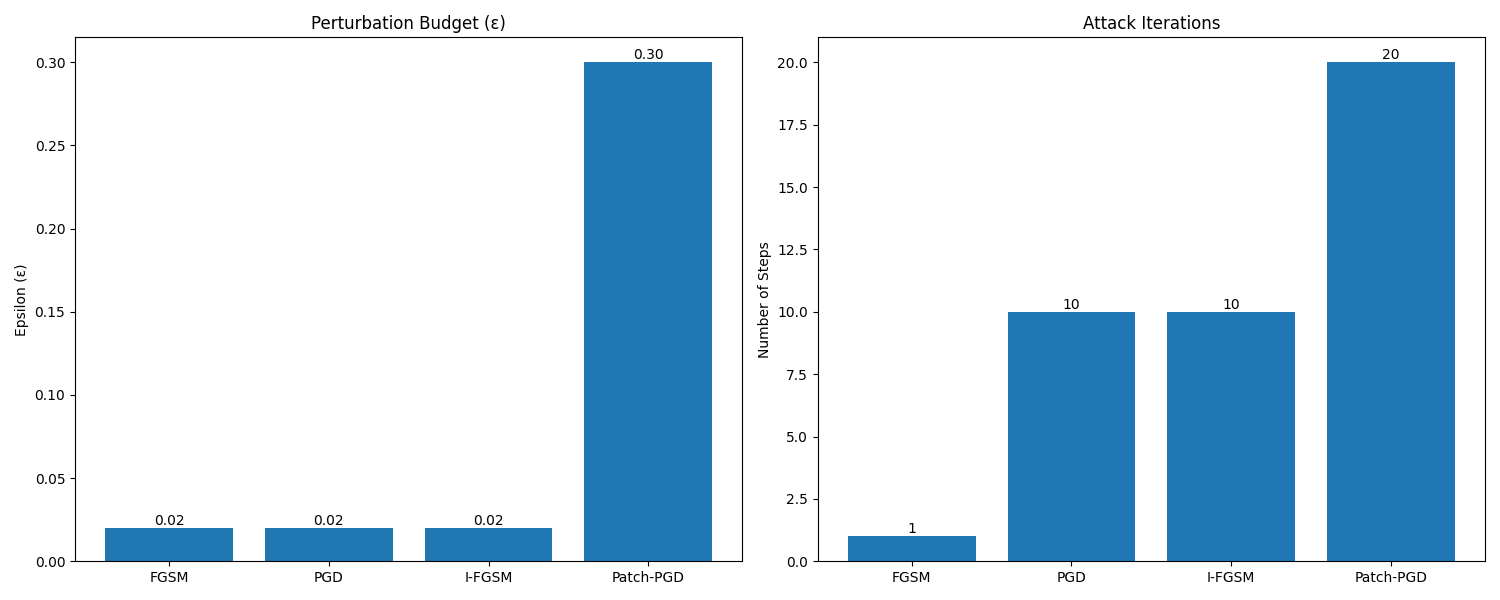 Perturbation Budget (ε)
Epsilon (ε)
0.30
0.25
0.20
0.15
0.10
0.05
0.00
0.02
0.02
0.02
0.30
FGSM
PGD
I-FGSM
Patch-PGD
Attack Iterations
Number of Steps
20.0
17.5
15.0
12.5
10.0
7.5
5.0
2.5
0.0
1
10
10
20
FGSM
PGD
I-FGSM
Patch-PGD